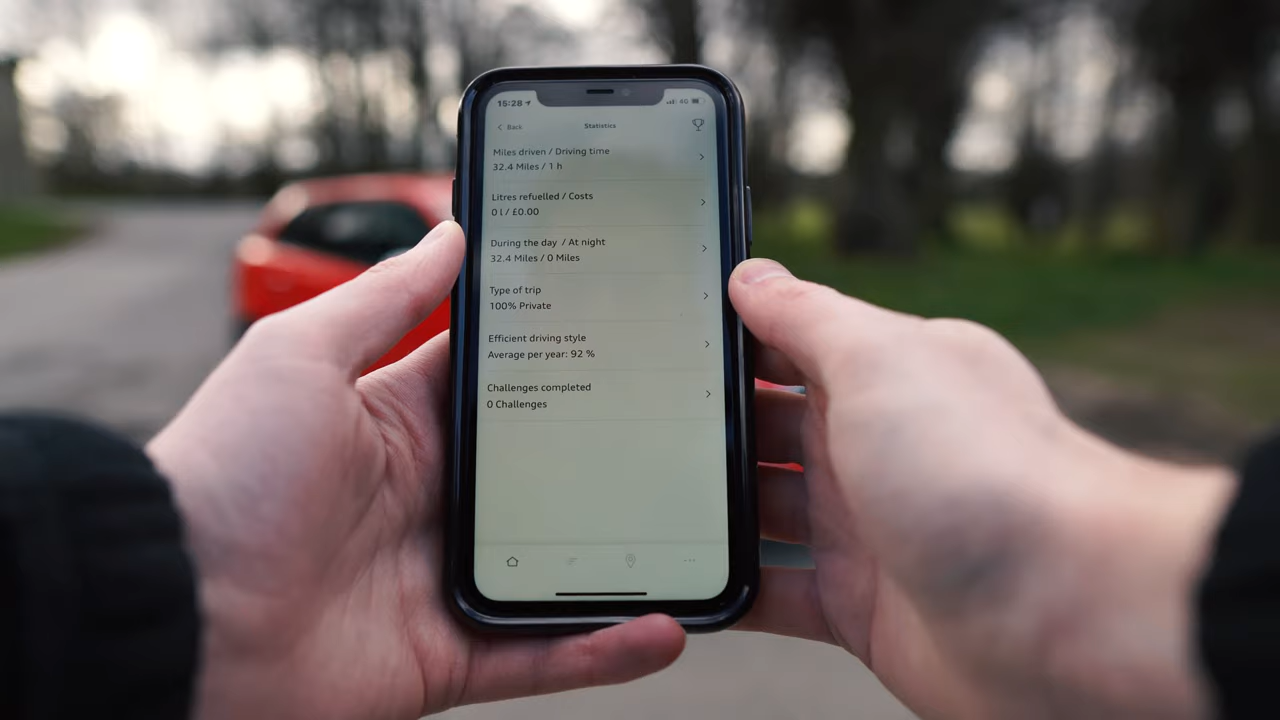 15:28
4G
Back
Statistics
Miles driven / Driving time
32.4 Miles / 1 h
Litres refuelled / Costs
0 l / £0.00
During the day / At night
32.4 Miles / 0 Miles
Type of trip
100% Private
Efficient driving style
Average per year: 92 %
Challenges completed
0 Challenges